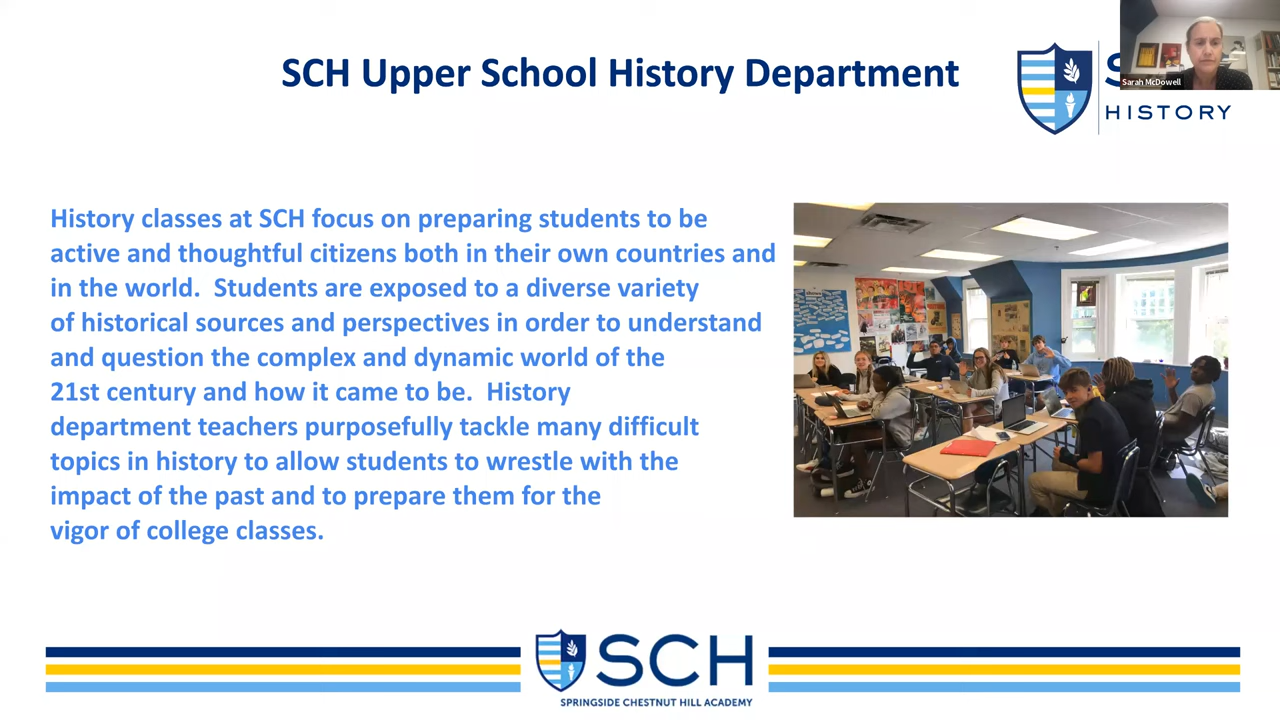 SCH Upper School History Department
Sarah McDowell
HISTORY
History classes at SCH focus on preparing students to be
active and thoughtful citizens both in their own countries and
in the world.  Students are exposed to a diverse variety
of historical sources and perspectives in order to understand
and question the complex and dynamic world of the
21st century and how it came to be.  History
department teachers purposefully tackle many difficult
topics in history to allow students to wrestle with the
impact of the past and to prepare them for the
vigor of college classes.
SCH
SPRINGSIDE CHESTNUT HILL ACADEMY